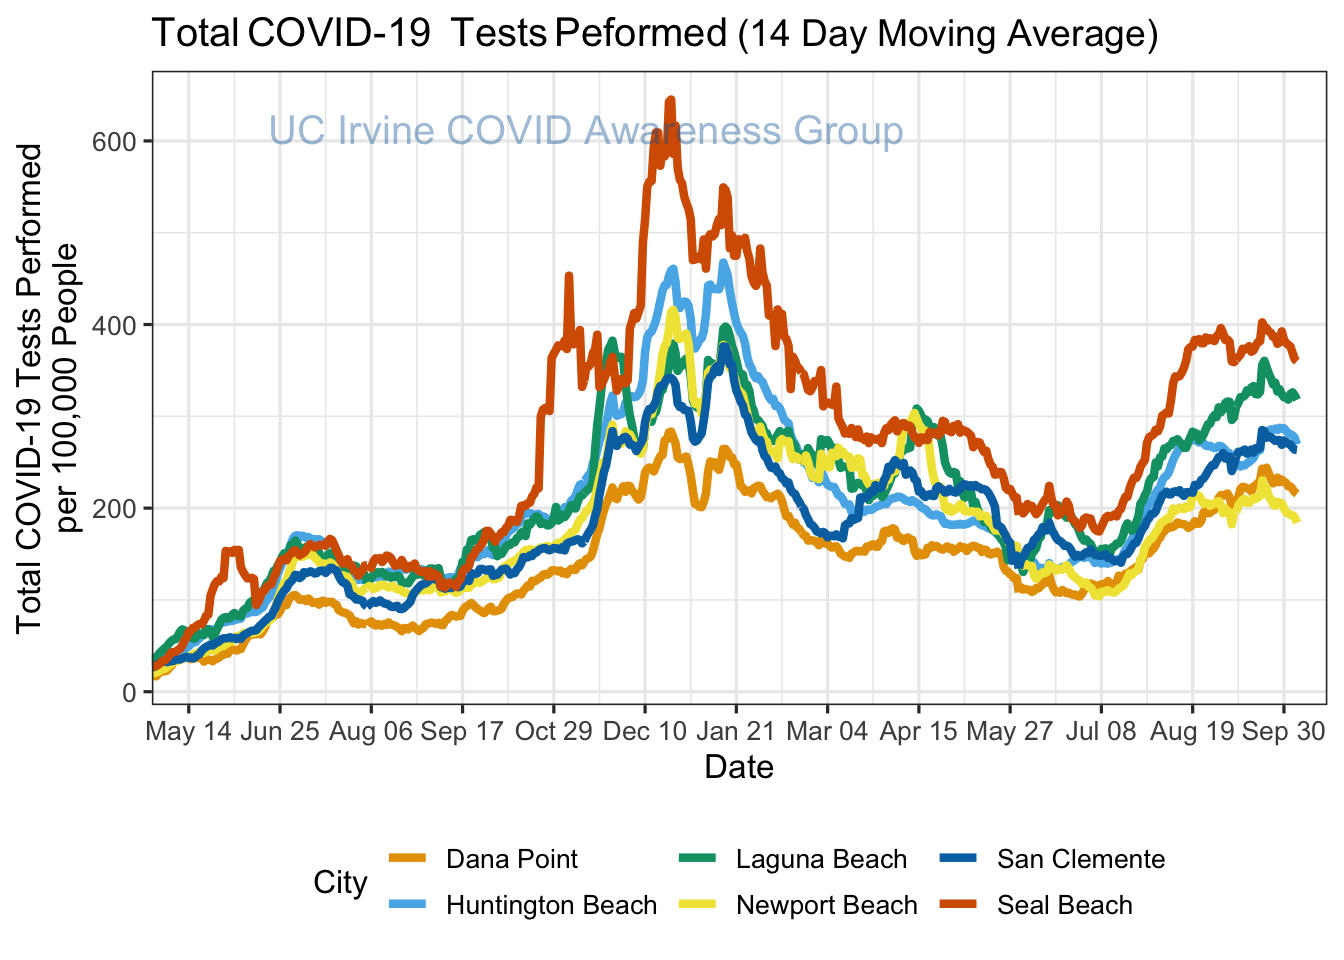 Total COVID-19  Tests Peformed (14 Day Moving Average)
UC Irvine COVID Awareness Group
Total COVID-19 Tests Performed
per 100,000 People
600
400
200
0
May 14 Jun 25 Aug 06 Sep 17 Oct 29 Dec 10 Jan 21 Mar 04 Apr 15 May 27 Jul 08 Aug 19 Sep 30
Date
City
Dana Point Laguna Beach San Clemente
Huntington Beach Newport Beach Seal Beach